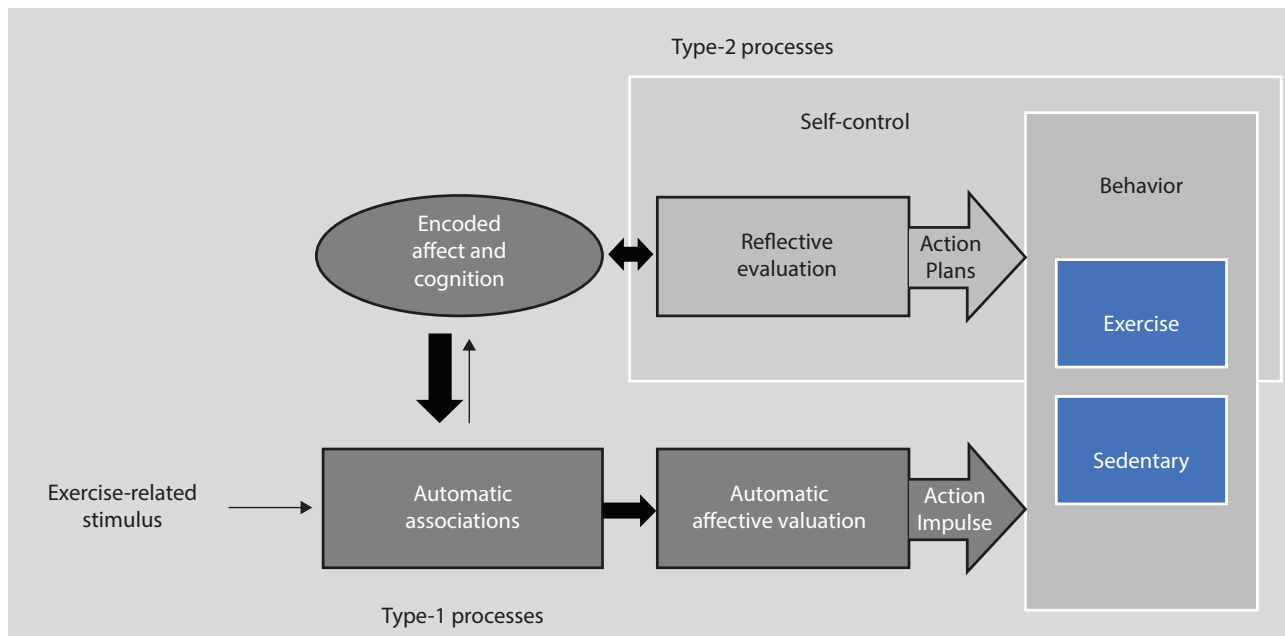 Type-2 processes
Self-control
Behavior
Encoded
affect and
cognition
Reflective
evaluation
Action
Plans
Exercise
Sedentary
Exercise-related
stimulus
Automatic
associations
Automatic
affective valuation
Action
Impulse
Type-1 processes